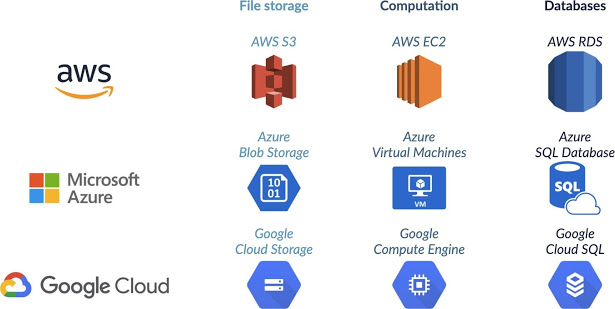 File storage
Computation
Databases
aws
AWS S3
AWS EC2
AWS RDS
Microsoft
Azure
Azure
Blob Storage
10
01
Azure
Virtual Machines
VM
Azure
SQL Database
SQL
Google Cloud
Google
Cloud Storage
Google
Compute Engine
Google
Cloud SQL